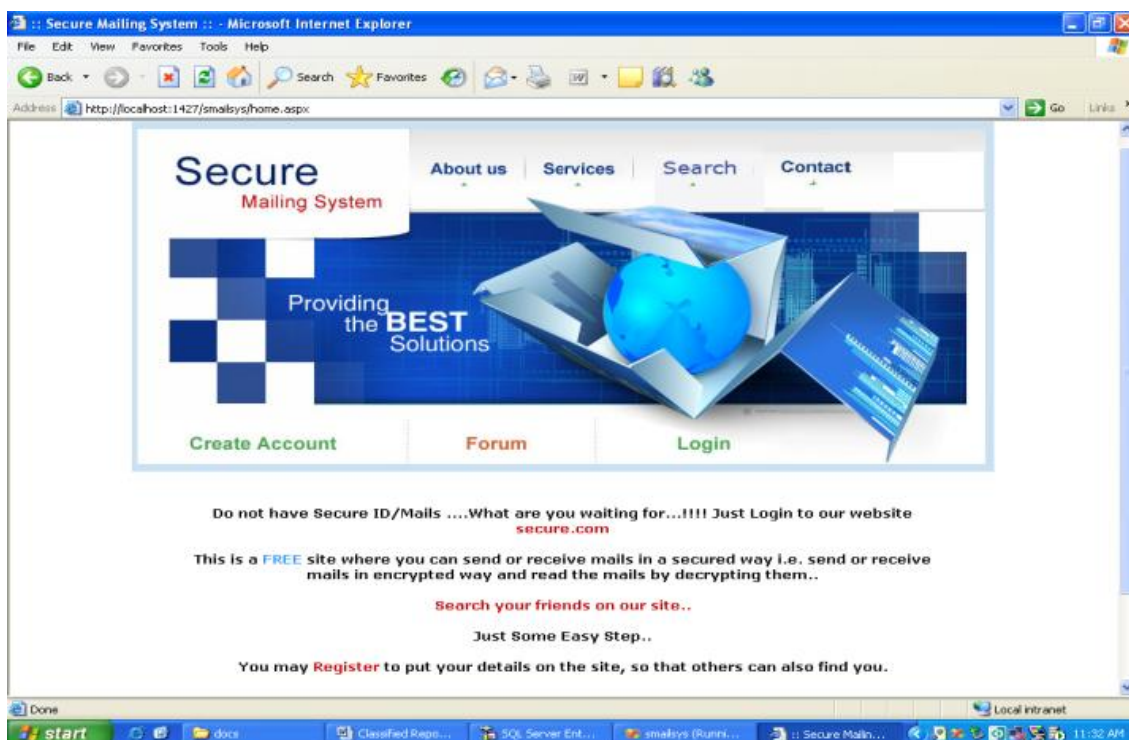 :: Secure Mailing System :: - Microsoft Internet Explorer
File Edit View Favorites Tools Help
Back Search Favorites
Address http://localhost:1427/smailsys/home.aspx Go Links
Secure
Mailing System
About us Services Search Contact
Providing
the BEST
Solutions
Create Account Forum Login
Do not have Secure ID/Mails ....What are you waiting for...!!!! Just Login to our website
secure.com
This is a FREE site where you can send or receive mails in a secured way i.e. send or receive
mails in encrypted way and read the mails by decrypting them..
Search your friends on our site..
Just Some Easy Step..
You may Register to put your details on the site, so that others can also find you.
Done Local intranet
start docs Classified Repo... SQL Server Ent... smailsys (Runni... :: Secure Mailin... 11:32 AM